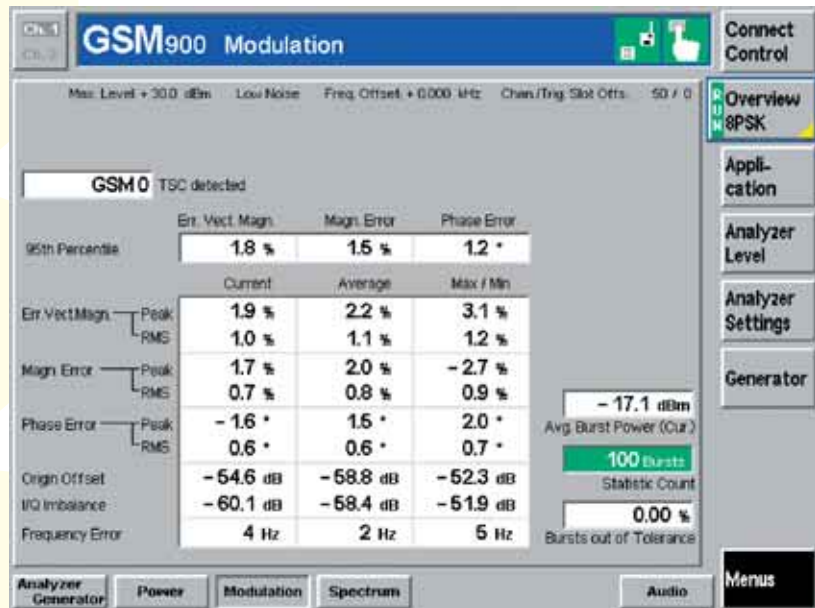 GSM900 Modulation
Connect Control
Max. Level + 30.0 dBm Low Noise Freq. Offset + 0.000 kHz Chan./Trig. Slot Offs. 50 / 0
RUN
Overview 8PSK
GSM 0 TSC detected
Appli-
cation
Err. Vect. Magn. Magn. Error Phase Error
95th Percentile 1.8 % 1.5 % 1.2 °
Analyzer Level
Current Average Max / Min
Err.Vect.Magn. Peak 1.9 % 2.2 % 3.1 %
RMS 1.0 % 1.1 % 1.2 %
Analyzer Settings
Magn. Error Peak 1.7 % 2.0 % - 2.7 %
RMS 0.7 % 0.8 % 0.9 %
Generator
Phase Error Peak - 1.6 ° 1.5 ° 2.0 °
RMS 0.6 ° 0.6 ° 0.7 °
- 17.1 dBm
Avg. Burst Power (Cur.)
Origin Offset - 54.6 dB - 58.8 dB - 52.3 dB
100 Bursts
Statistic Count
I/Q Imbalance - 60.1 dB - 58.4 dB - 51.9 dB
Frequency Error 4 Hz 2 Hz 5 Hz
0.00 %
Bursts out of Tolerance
Analyzer Generator Power Modulation Spectrum Audio Menus